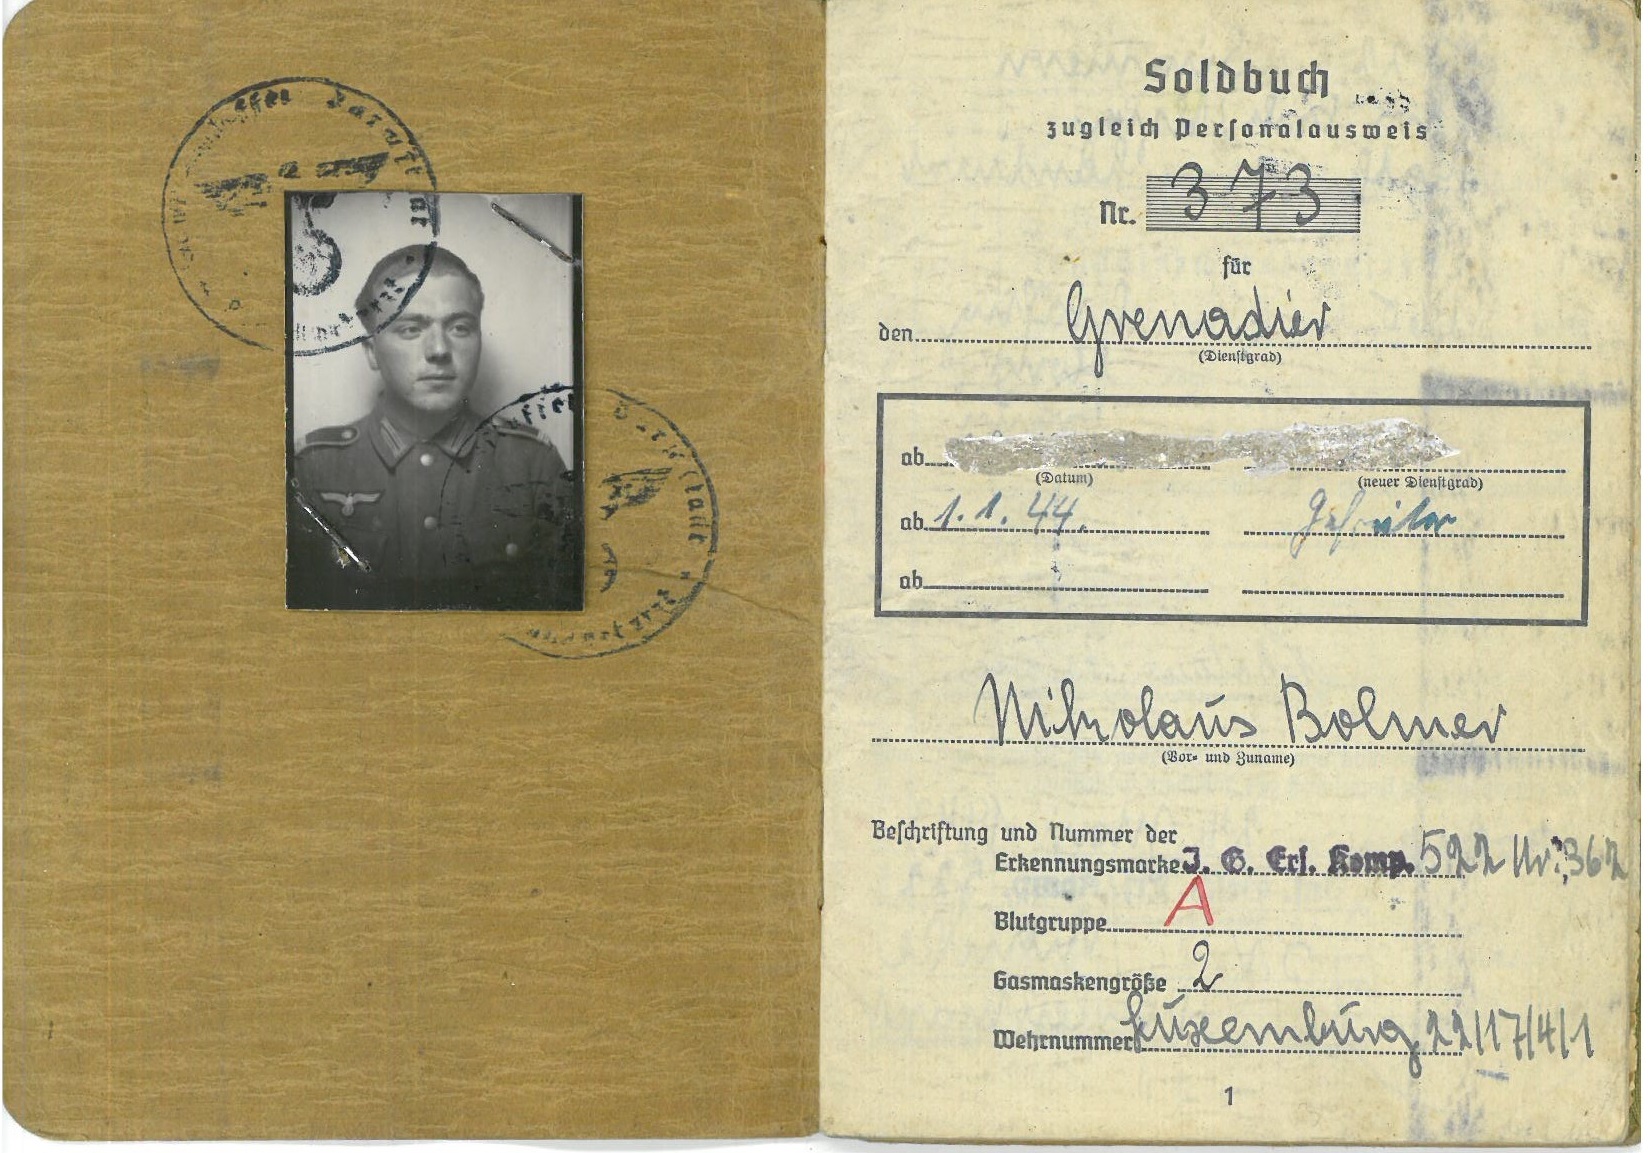 Soldbuch
zugleich Personalausweis
Nr. 373
für
den Grenadier
(Dienstgrad)
ab
(Datum) (neuer Dienstgrad)
ab 1. 1. 44. Gefreiter
ab
Nikolaus Bolmer
(Vor- und Zuname)
Beschriftung und Nummer der
Erkennungsmarke J. G. Ers. Komp. 522 Nr. 362
Blutgruppe A
Gasmaskengröße 2
Wehrnummer Luxemburg 22/17/4/1
1